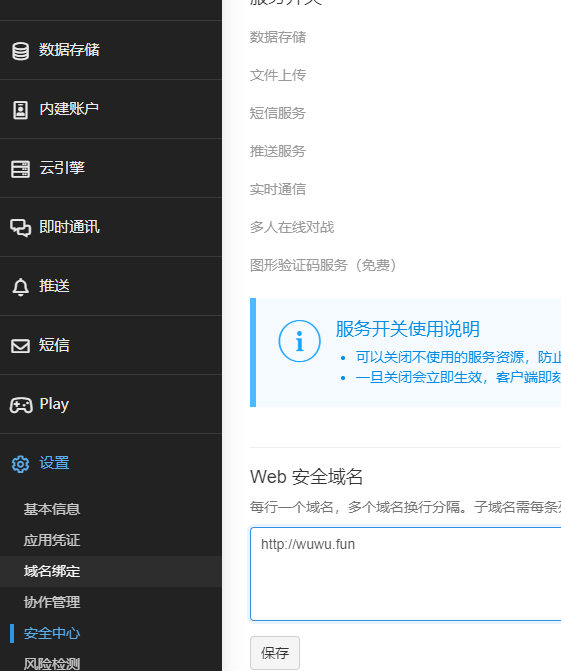 数据存储
内建账户
云引擎
即时通讯
推送
短信
Play
设置
基本信息
应用凭证
域名绑定
协作管理
安全中心
风险检测
服务开关
数据存储
文件上传
短信服务
推送服务
实时通信
多人在线对战
图形验证码服务（免费）
服务开关使用说明
可以关闭不使用的服务资源，防止
一旦关闭会立即生效，客户端即刻
Web 安全域名
每行一个域名，多个域名换行分隔。子域名需每条
http://wuwu.fun
保存